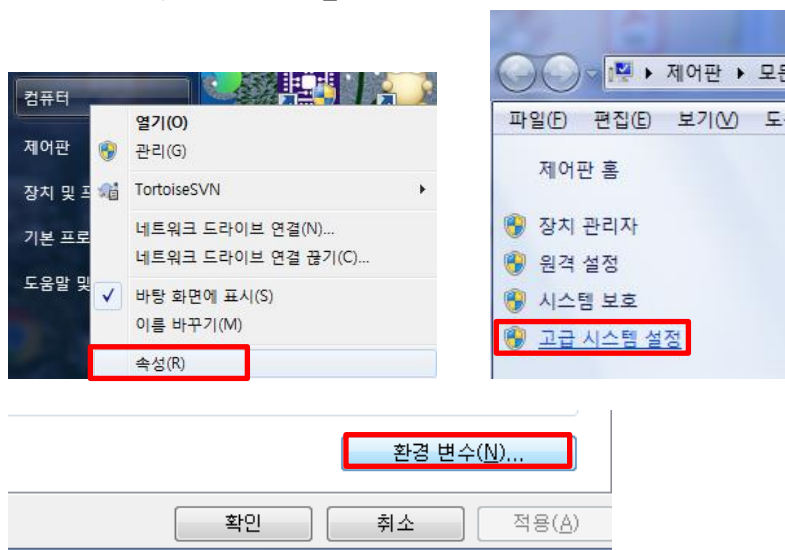 컴퓨터
열기(O)
제어판
관리(G)
장치 및
TortoiseSVN
기본 프로
네트워크 드라이브 연결(N)...
네트워크 드라이브 연결 끊기(C)...
도움말 및
바탕 화면에 표시(S)
이름 바꾸기(M)
속성(R)
제어판
파일(F) 편집(E) 보기(V)
제어판 홈
장치 관리자
원격 설정
시스템 보호
고급 시스템 설정
환경 변수(N)...
확인 취소 적용(A)